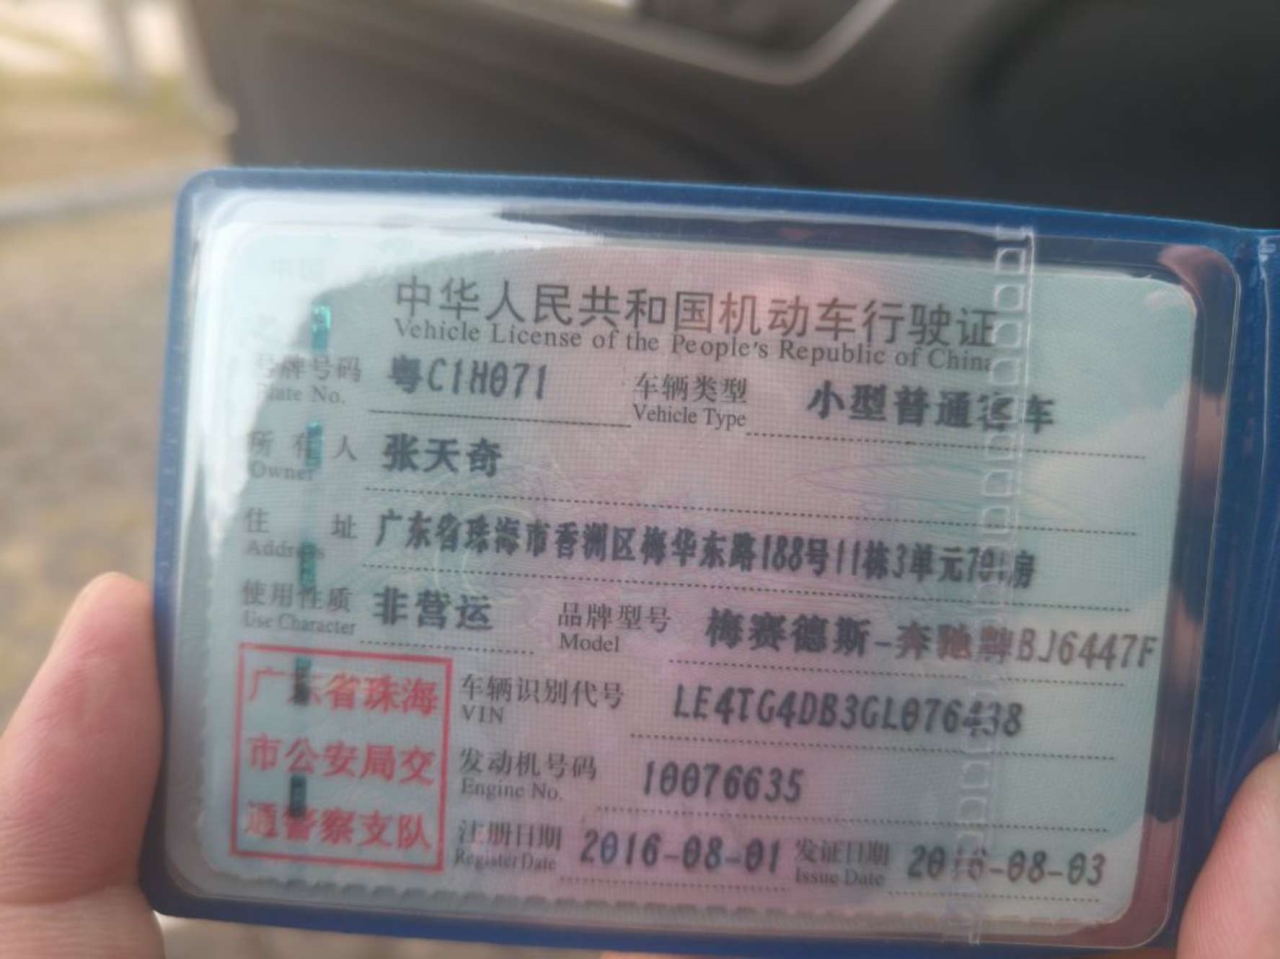 中华人民共和国机动车行驶证
Vehicle License of the People's Republic of China
号牌号码 粤C1H071 车辆类型 小型普通客车
Plate No. Vehicle Type
所有人 张天奇
Owner
住址 广东省珠海市香洲区梅华东路188号11栋3单元701房
Address
使用性质 非营运 品牌型号 梅赛德斯-奔驰牌BJ6447F
Use Character Model
广东省珠海
市公安局交
通警察支队
车辆识别代号 LE4TG4DB3GL076438
VIN
发动机号码 10076635
Engine No.
注册日期 2016-08-01 发证日期 2016-08-03
Register Date Issue Date